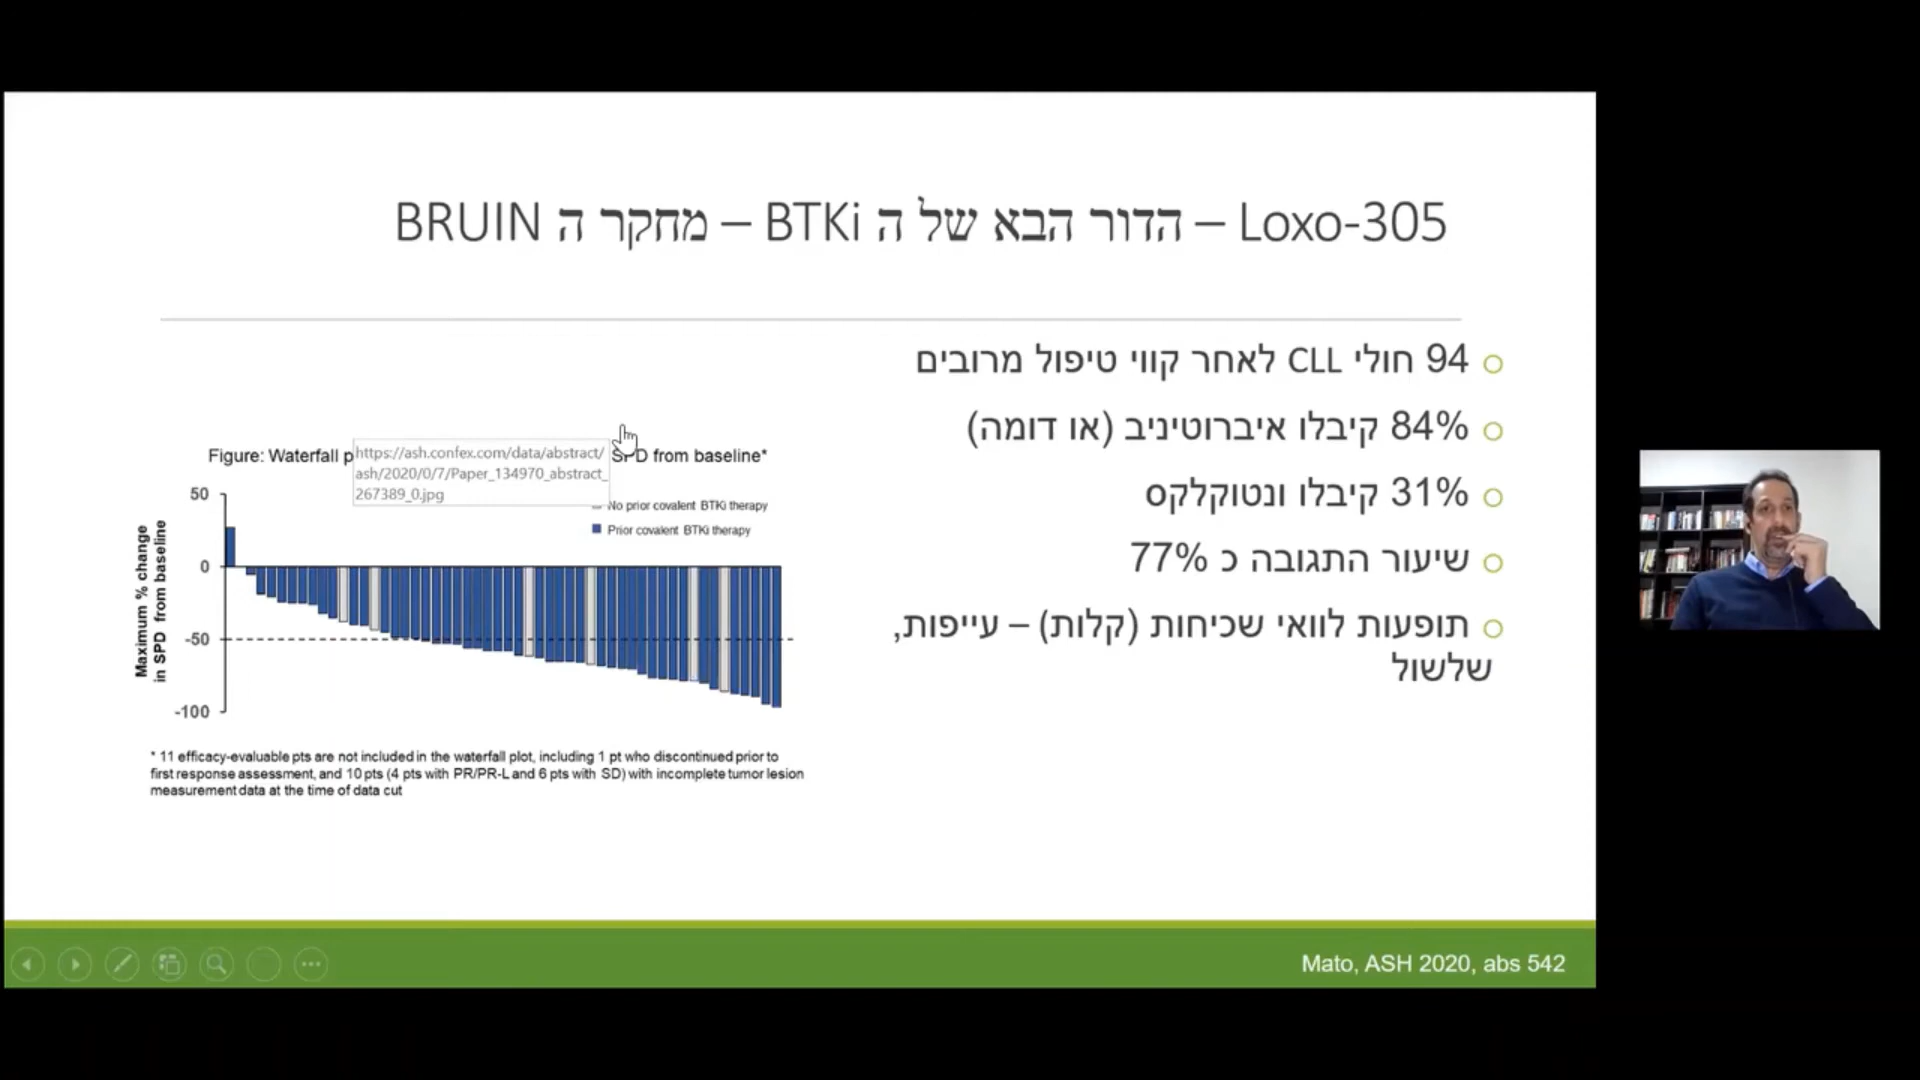 Loxo-305 – הדור הבא של ה BTKi – מחקר ה BRUIN
94 חולי CLL לאחר קווי טיפול מרובים
84% קיבלו איברוטיניב (או דומה)
31% קיבלו ונטוקלקס
שיעור התגובה כ 77%
תופעות לוואי שכיחות (קלות) – עייפות,
שלשול
Figure: Waterfall p SPD from baseline*
https://ash.confex.com/data/abstract/
ash/2020/0/7/Paper_134970_abstract_
267389_0.jpg
No prior covalent BTKi therapy
Prior covalent BTKi therapy
Maximum % change
in SPD from baseline
50
0
-50
-100
* 11 efficacy-evaluable pts are not included in the waterfall plot, including 1 pt who discontinued prior to
first response assessment, and 10 pts (4 pts with PR/PR-L and 6 pts with SD) with incomplete tumor lesion
measurement data at the time of data cut
Mato, ASH 2020, abs 542